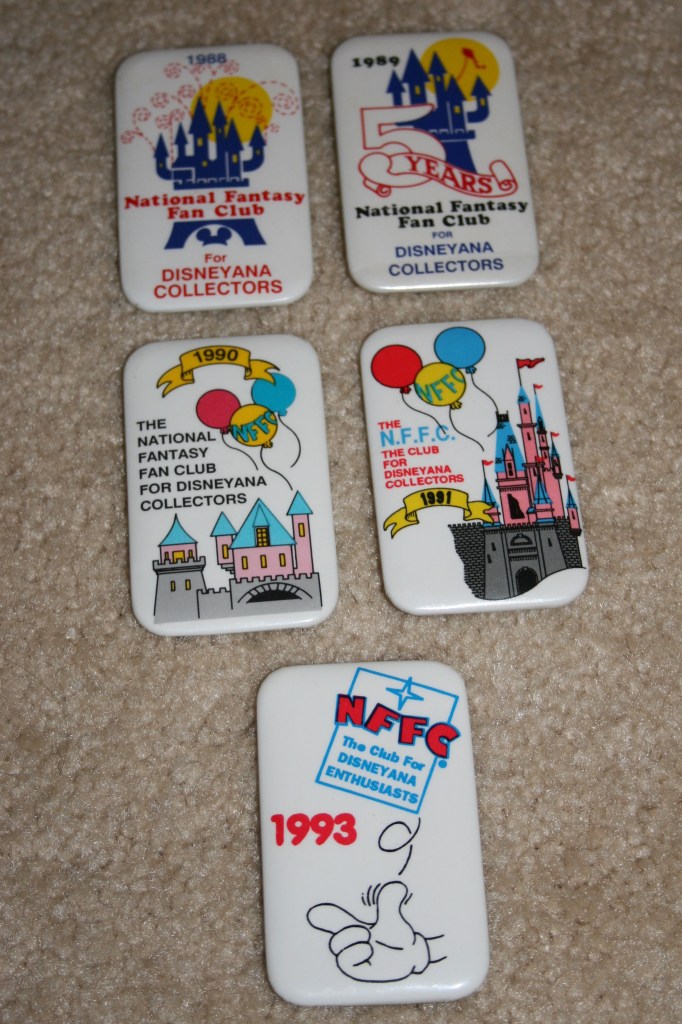 1988
National Fantasy
Fan Club
For
DISNEYANA
COLLECTORS
1989
5
YEARS
National Fantasy
Fan Club
FOR
DISNEYANA
COLLECTORS
1990
NFFC
THE
NATIONAL
FANTASY
FAN CLUB
FOR DISNEYANA
COLLECTORS
NFFC
THE
N.F.F.C.
THE CLUB
FOR
DISNEYANA
COLLECTORS
1991
NFFC
The Club For
DISNEYANA
ENTHUSIASTS
1993